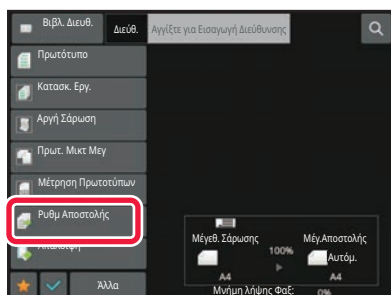 Βιβλ. Διευθ.
Διεύθ.
Αγγίξτε για Εισαγωγή Διεύθυνσης
Πρωτότυπο
Κατασκ. Εργ.
Αργή Σάρωση
Πρωτ. Μικτ Μεγ
Μέτρηση Πρωτοτύπων
Ρυθμ Αποστολής
Άλλα
Μέγεθ. Σάρωσης
Μέγ.Αποστολής
100%
Αυτόμ.
A4
A4
Μνήμη λήψης Φαξ:
0%